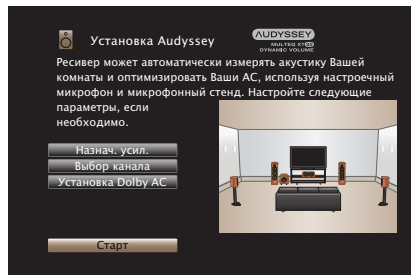 Установка Audyssey
AUDYSSEY
MULTEQ XT32
DYNAMIC VOLUME
Ресивер может автоматически измерять акустику Вашей
комнаты и оптимизировать Ваши АС, используя настроечный
микрофон и микрофонный стенд. Настройте следующие
параметры, если
необходимо.
Назнач. усил.
Выбор канала
Установка Dolby АС
Старт